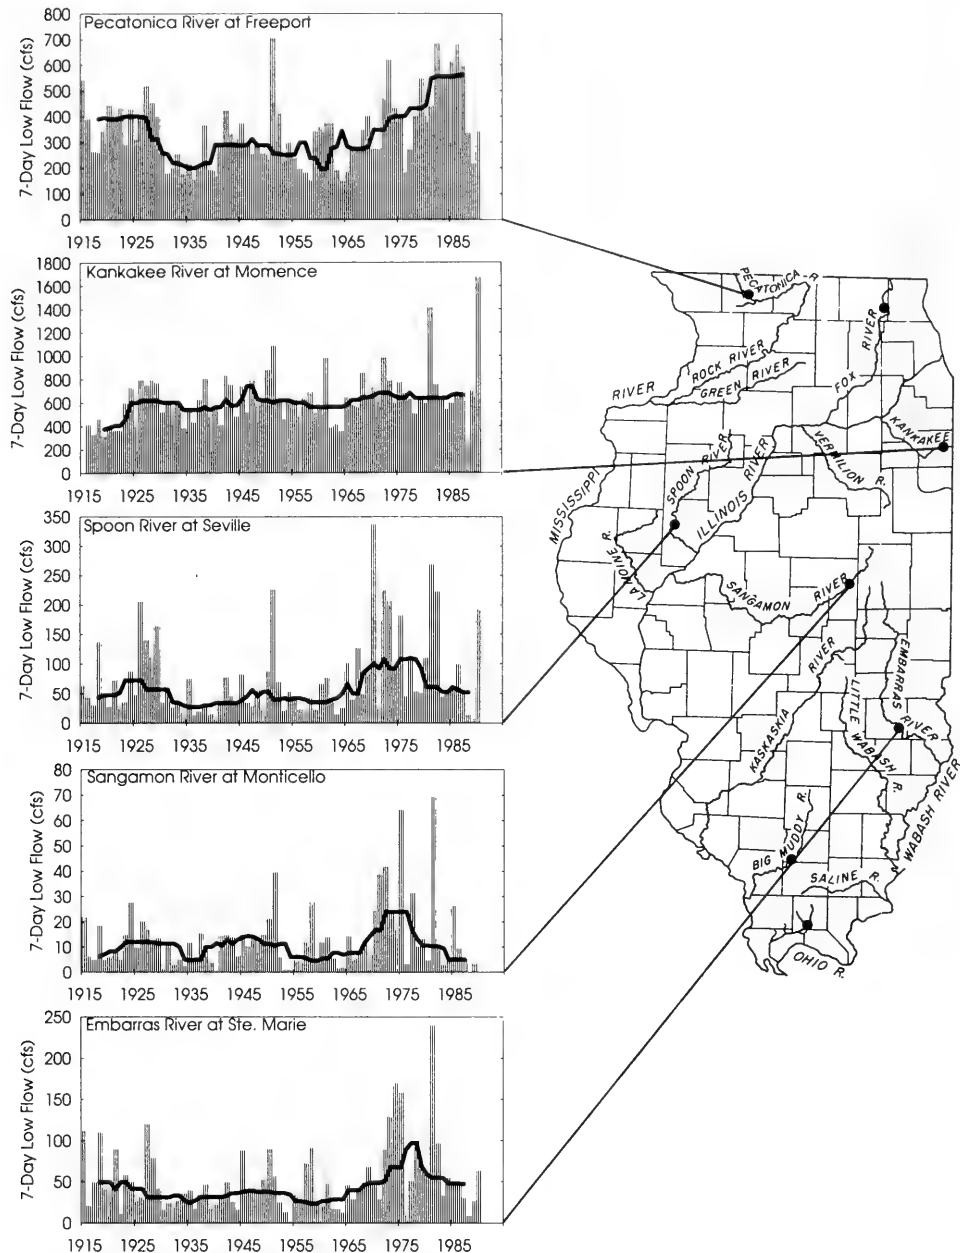 Pecatonica River at Freeport
7-Day Low Flow (cfs)
800
700
600
500
400
300
200
100
0
1915 1925 1935 1945 1955 1965 1975 1985
Kankakee River at Momence
7-Day Low Flow (cfs)
1800
1600
1400
1200
1000
800
600
400
200
0
1915 1925 1935 1945 1955 1965 1975 1985
Spoon River at Seville
7-Day Low Flow (cfs)
350
300
250
200
150
100
50
0
1915 1925 1935 1945 1955 1965 1975 1985
Sangamon River at Monticello
7-Day Low Flow (cfs)
80
70
60
50
40
30
20
10
0
1915 1925 1935 1945 1955 1965 1975 1985
Embarras River at Ste. Marie
7-Day Low Flow (cfs)
250
200
150
100
50
0
1915 1925 1935 1945 1955 1965 1975 1985
PECATONICA R.
ROCK RIVER
GREEN RIVER
RIVER
FOX RIVER
KANKAKEE
VERMILION R.
MISSISSIPPI
SPOON RIVER
ILLINOIS RIVER
LA MOINE R.
SANGAMON RIVER
KASKASKIA RIVER
EMBARRAS RIVER
LITTLE WABASH R.
WABASH RIVER
BIG MUDDY R.
SALINE R.
OHIO R.